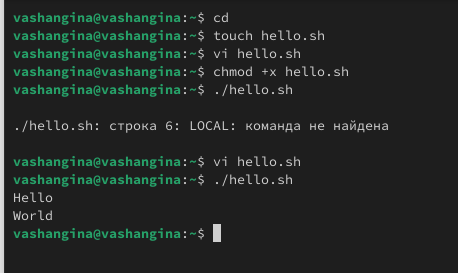 vashangina@vashangina:~$ cd
vashangina@vashangina:~$ touch hello.sh
vashangina@vashangina:~$ vi hello.sh
vashangina@vashangina:~$ chmod +x hello.sh
vashangina@vashangina:~$ ./hello.sh
./hello.sh: строка 6: LOCAL: команда не найдена
vashangina@vashangina:~$ vi hello.sh
vashangina@vashangina:~$ ./hello.sh
Hello
World
vashangina@vashangina:~$